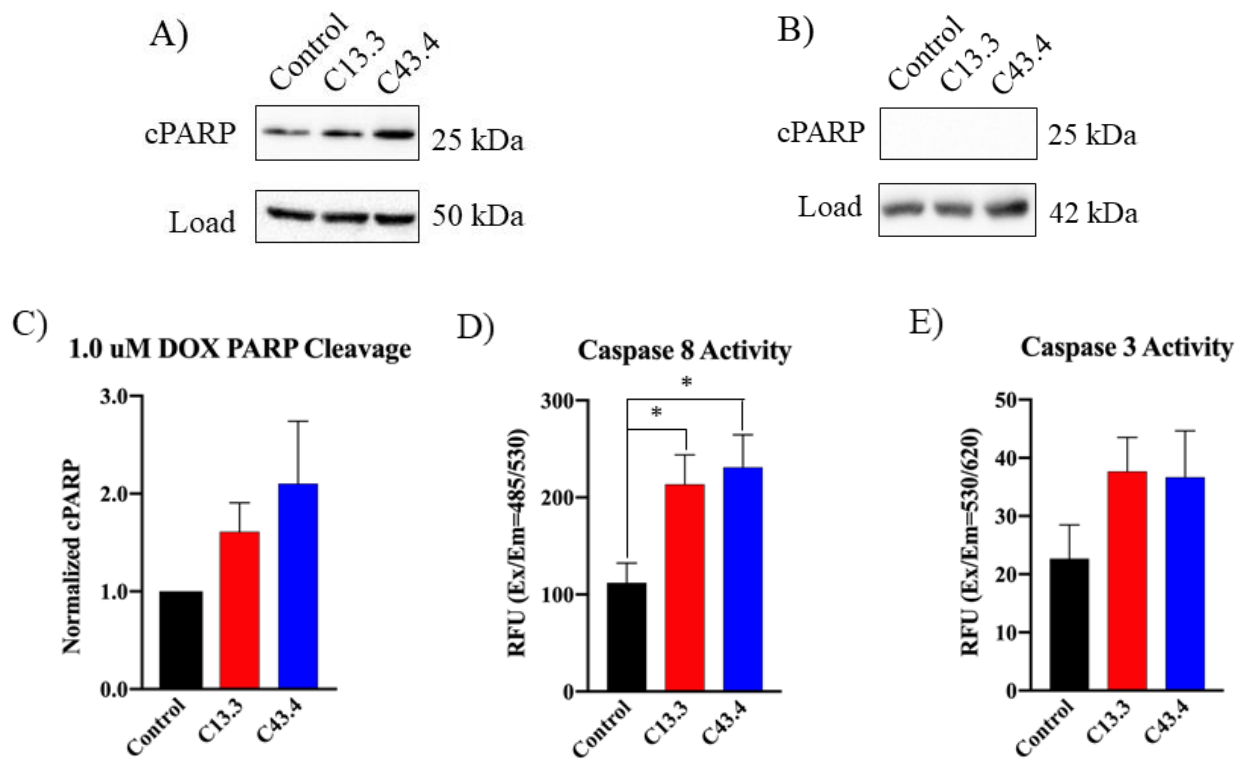 A)
Control
C13.3
C43.4
cPARP
25 kDa
Load
50 kDa
B)
Control
C13.3
C43.4
cPARP
25 kDa
Load
42 kDa
C)
1.0 uM DOX PARP Cleavage
Normalized cPARP
3.0
2.0
1.0
0.0
Control
C13.3
C43.4
D)
Caspase 8 Activity
RFU (Ex/Em=485/530)
300
200
100
0
*
*
Control
C13.3
C43.4
E)
Caspase 3 Activity
RFU (Ex/Em=530/620)
50
40
30
20
10
0
Control
C13.3
C43.4